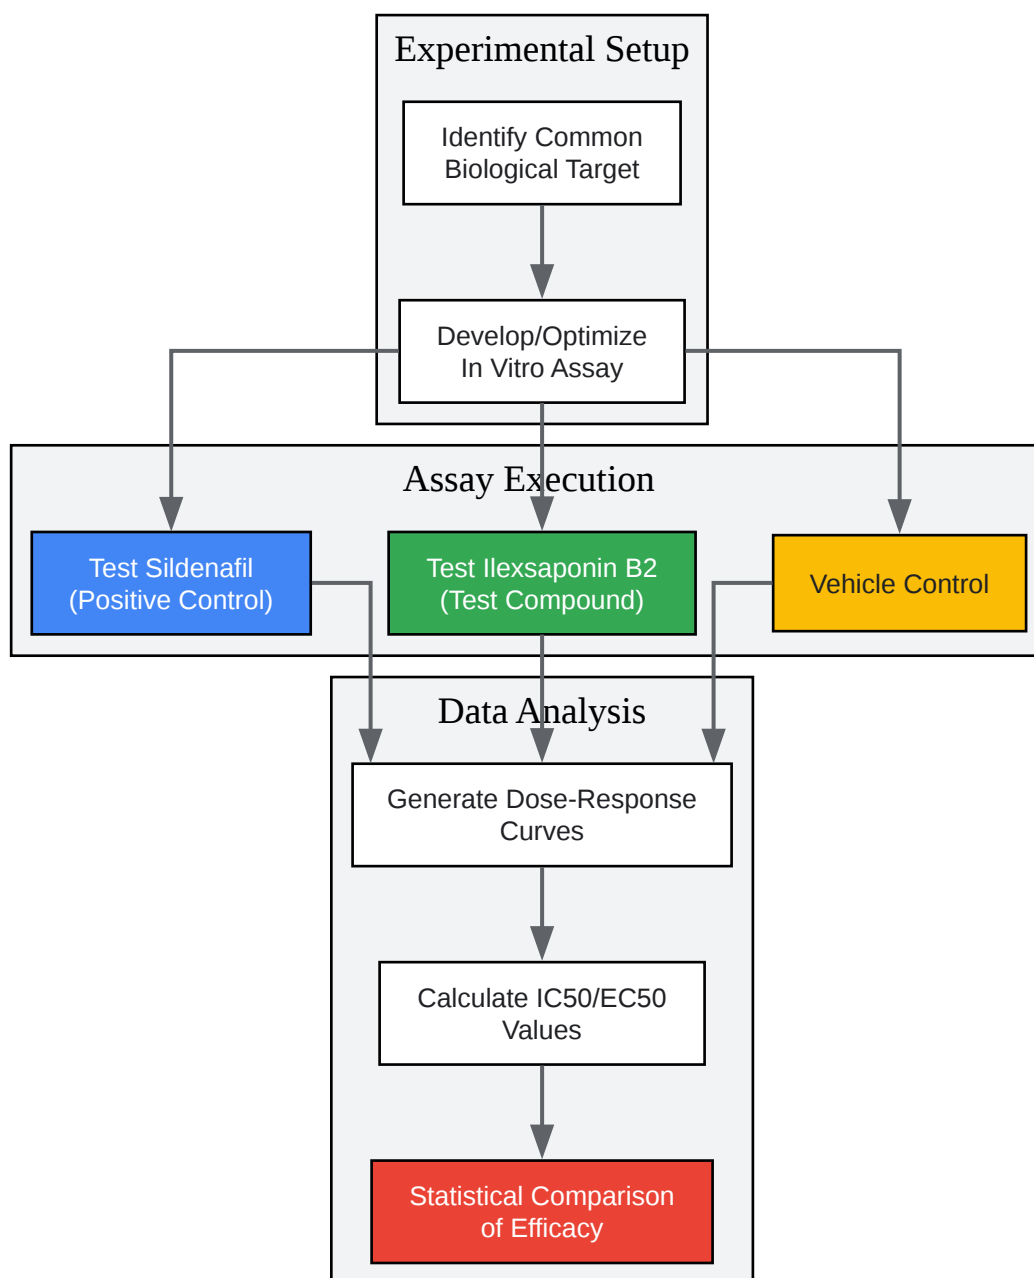 Experimental Setup
Identify Common
Biological Target
Develop/Optimize
In Vitro Assay
Assay Execution
Test Sildenafil
(Positive Control)
Test Ilexsaponin B2
(Test Compound)
Vehicle Control
Data Analysis
Generate Dose-Response
Curves
Calculate IC50/EC50
Values
Statistical Comparison
of Efficacy